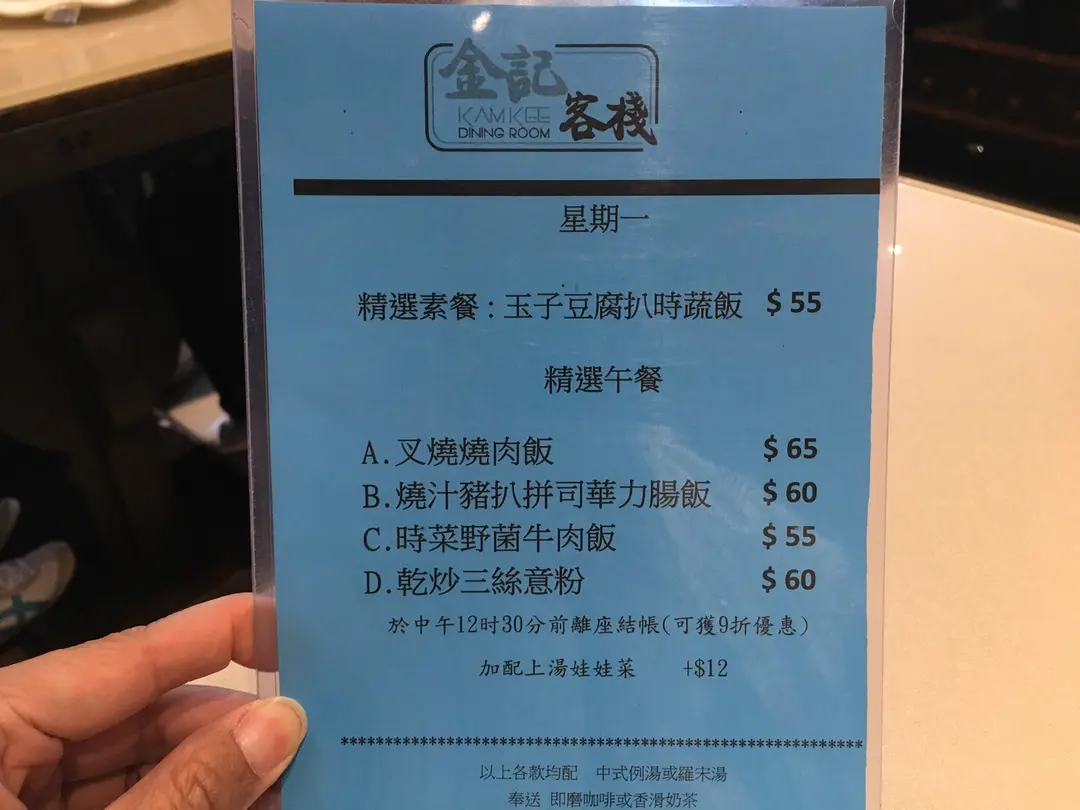 金記
KAM KEE
DINING ROOM 客棧
星期一
精選素餐 : 玉子豆腐扒時蔬飯 $ 55
精選午餐
A.叉燒燒肉飯 $ 65
B.燒汁豬扒拼司華力腸飯 $ 60
C.時菜野菌牛肉飯 $ 55
D.乾炒三絲意粉 $ 60
於中午12时30分前離座結帳(可獲9折優惠)
加配上湯娃娃菜 +$12
以上各款均配 中式例湯或羅宋湯
奉送 即磨咖啡或香滑奶茶